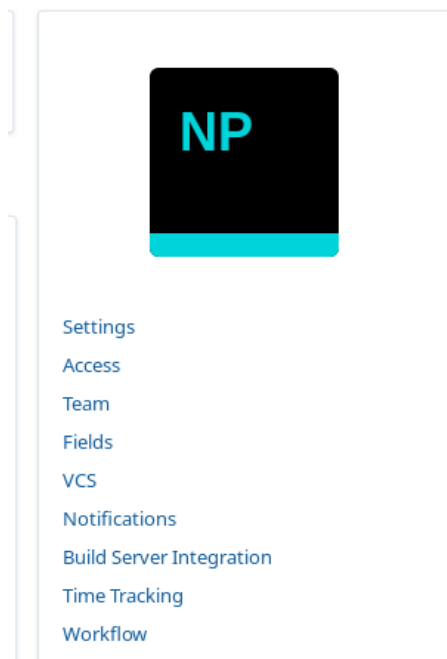 NP
Settings
Access
Team
Fields
VCS
Notifications
Build Server Integration
Time Tracking
Workflow